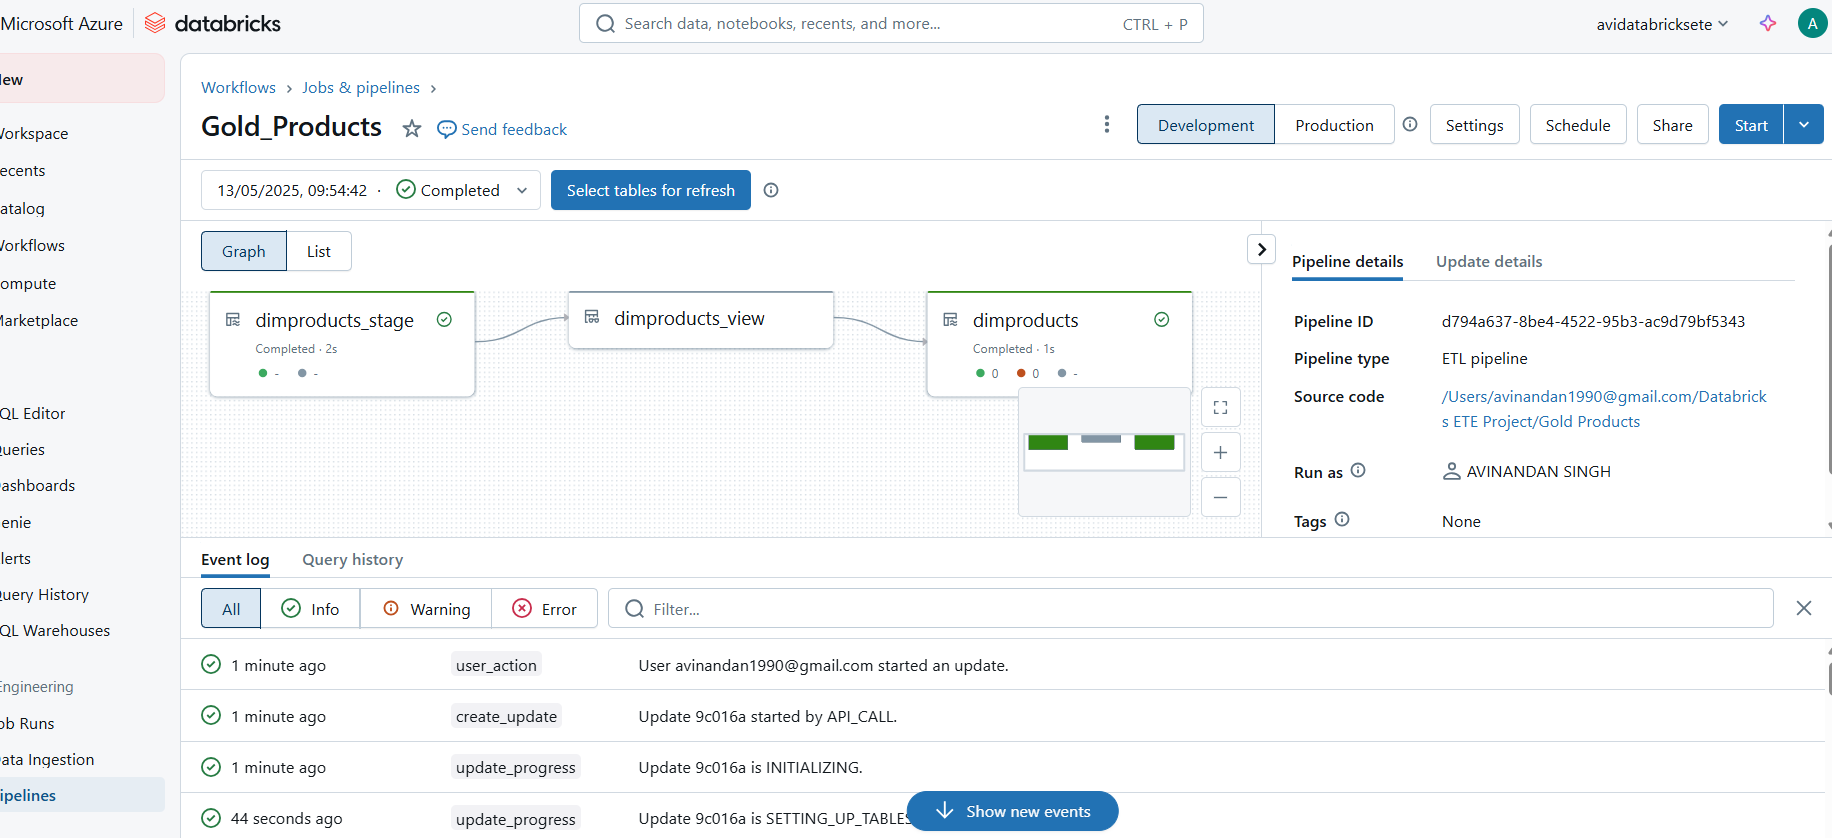 Microsoft Azure databricks Search data, notebooks, recents, and more... CTRL + P avidatabricksete A
Workflows › Jobs & pipelines ›
Gold_Products Send feedback Development Production Settings Schedule Share Start
13/05/2025, 09:54:42 · Completed Select tables for refresh
Graph List
dimproducts_stage
Completed · 2s
- -
dimproducts_view
dimproducts
Completed · 1s
0 0 -
Pipeline details Update details
Pipeline ID d794a637-8be4-4522-95b3-ac9d79bf5343
Pipeline type ETL pipeline
Source code /Users/avinandan1990@gmail.com/Databrick
s ETE Project/Gold Products
Run as AVINANDAN SINGH
Tags None
Event log Query history
All Info Warning Error Filter...
1 minute ago user_action User avinandan1990@gmail.com started an update.
1 minute ago create_update Update 9c016a started by API_CALL.
1 minute ago update_progress Update 9c016a is INITIALIZING.
44 seconds ago update_progress Update 9c016a is SETTING_UP_TABLES
Show new events
ew
orkspace
ecents
atalog
orkflows
ompute
arketplace
QL Editor
ueries
ashboards
enie
lerts
uery History
QL Warehouses
Engineering
ob Runs
ata Ingestion
ipelines